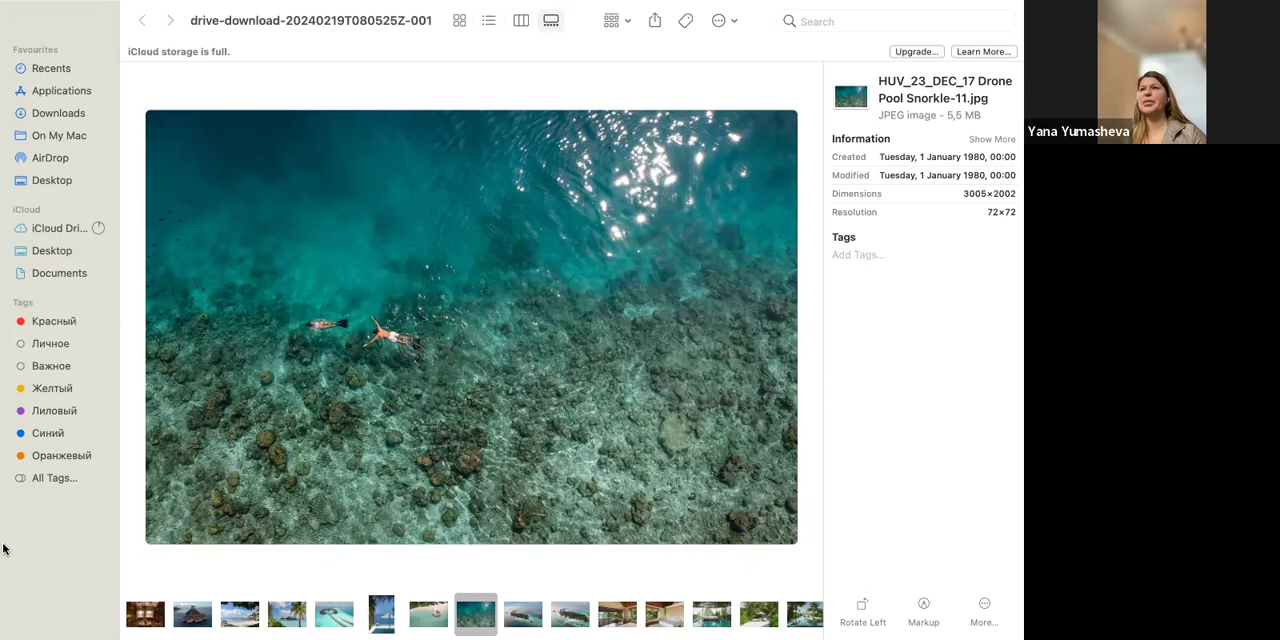 drive-download-20240219T080525Z-001
Search
iCloud storage is full.
Upgrade...
Learn More...
Favourites
Recents
Applications
Downloads
On My Mac
AirDrop
Desktop
iCloud
iCloud Dri...
Desktop
Documents
Tags
Красный
Личное
Важное
Желтый
Лиловый
Синий
Оранжевый
All Tags...
HUV_23_DEC_17 Drone
Pool Snorkle-11.jpg
JPEG image - 5,5 MB
Information Show More
Created Tuesday, 1 January 1980, 00:00
Modified Tuesday, 1 January 1980, 00:00
Dimensions 3005×2002
Resolution 72×72
Tags
Add Tags...
Rotate Left
Markup
More...
Yana Yumasheva